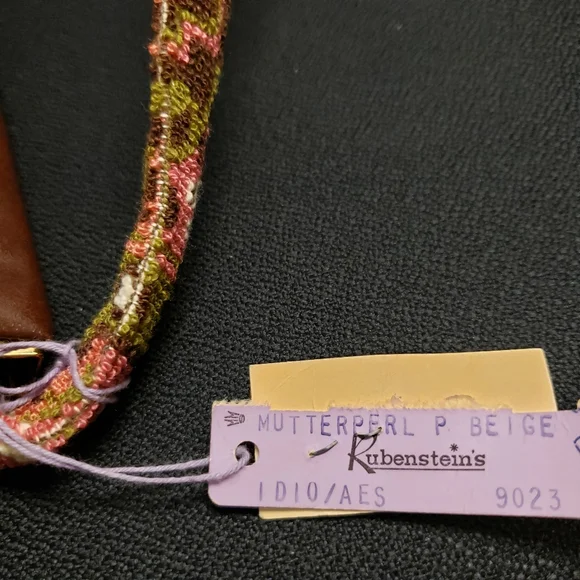 MUTTERPERL P BEIGE
Rubenstein's
IDIO/AES 9023